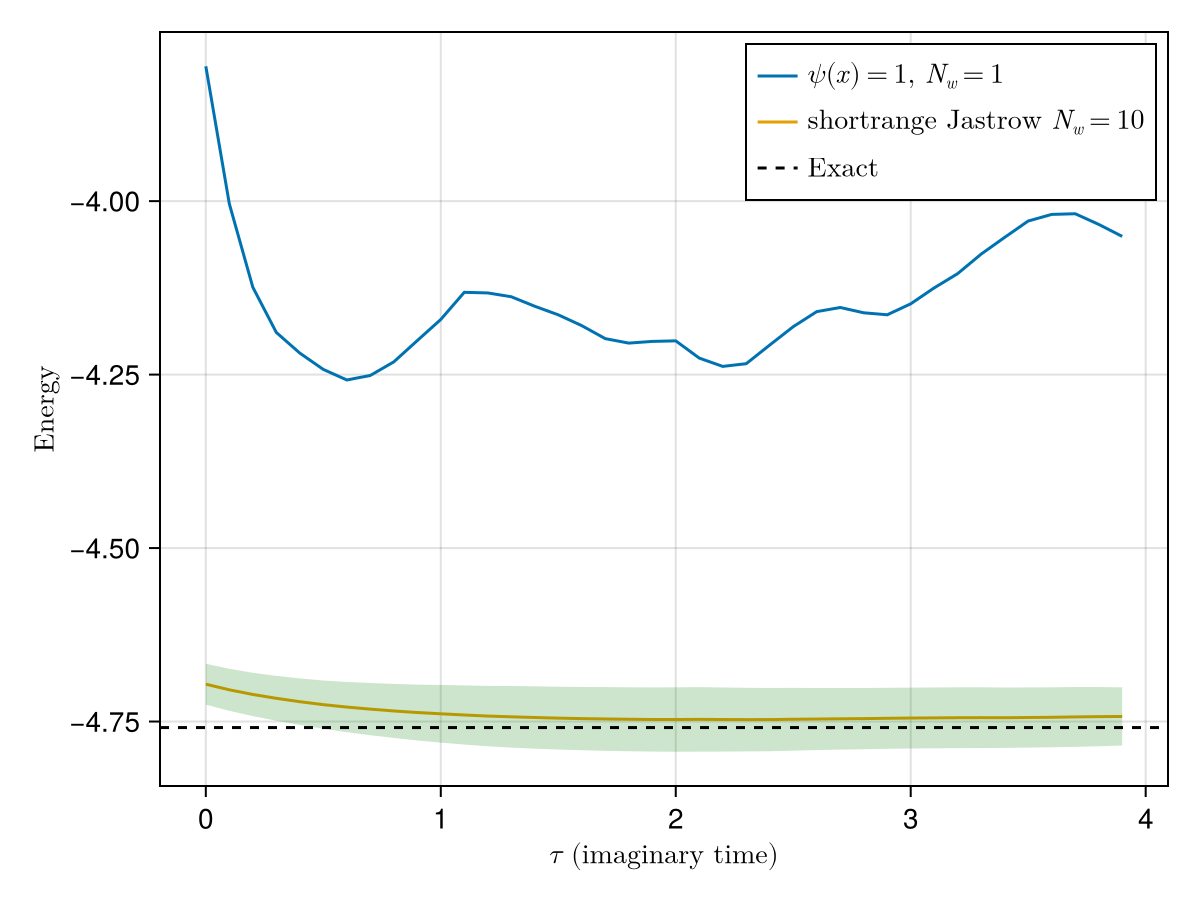 ψ(x) = 1, N_w = 1
shortrange Jastrow N_w = 10
Exact
−4.00
−4.25
−4.50
−4.75
Energy
0 1 2 3 4
τ (imaginary time)